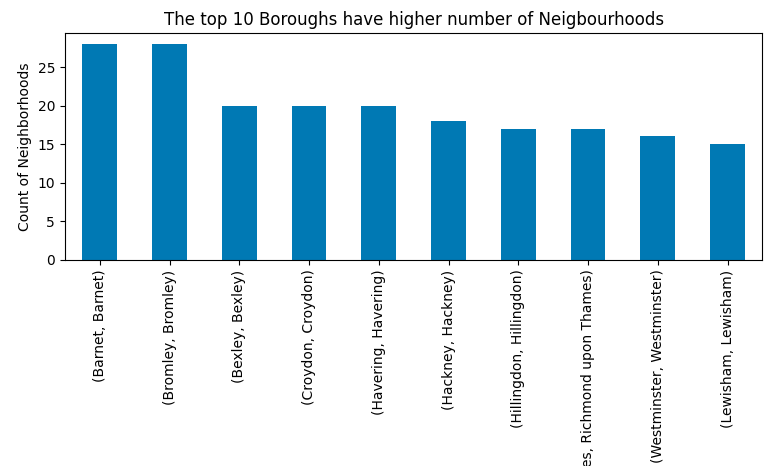 The top 10 Boroughs have higher number of Neigbourhoods
Count of Neighborhoods
25
20
15
10
5
0
(Barnet, Barnet)
(Bromley, Bromley)
(Bexley, Bexley)
(Croydon, Croydon)
(Havering, Havering)
(Hackney, Hackney)
(Hillingdon, Hillingdon)
es, Richmond upon Thames)
(Westminster, Westminster)
(Lewisham, Lewisham)